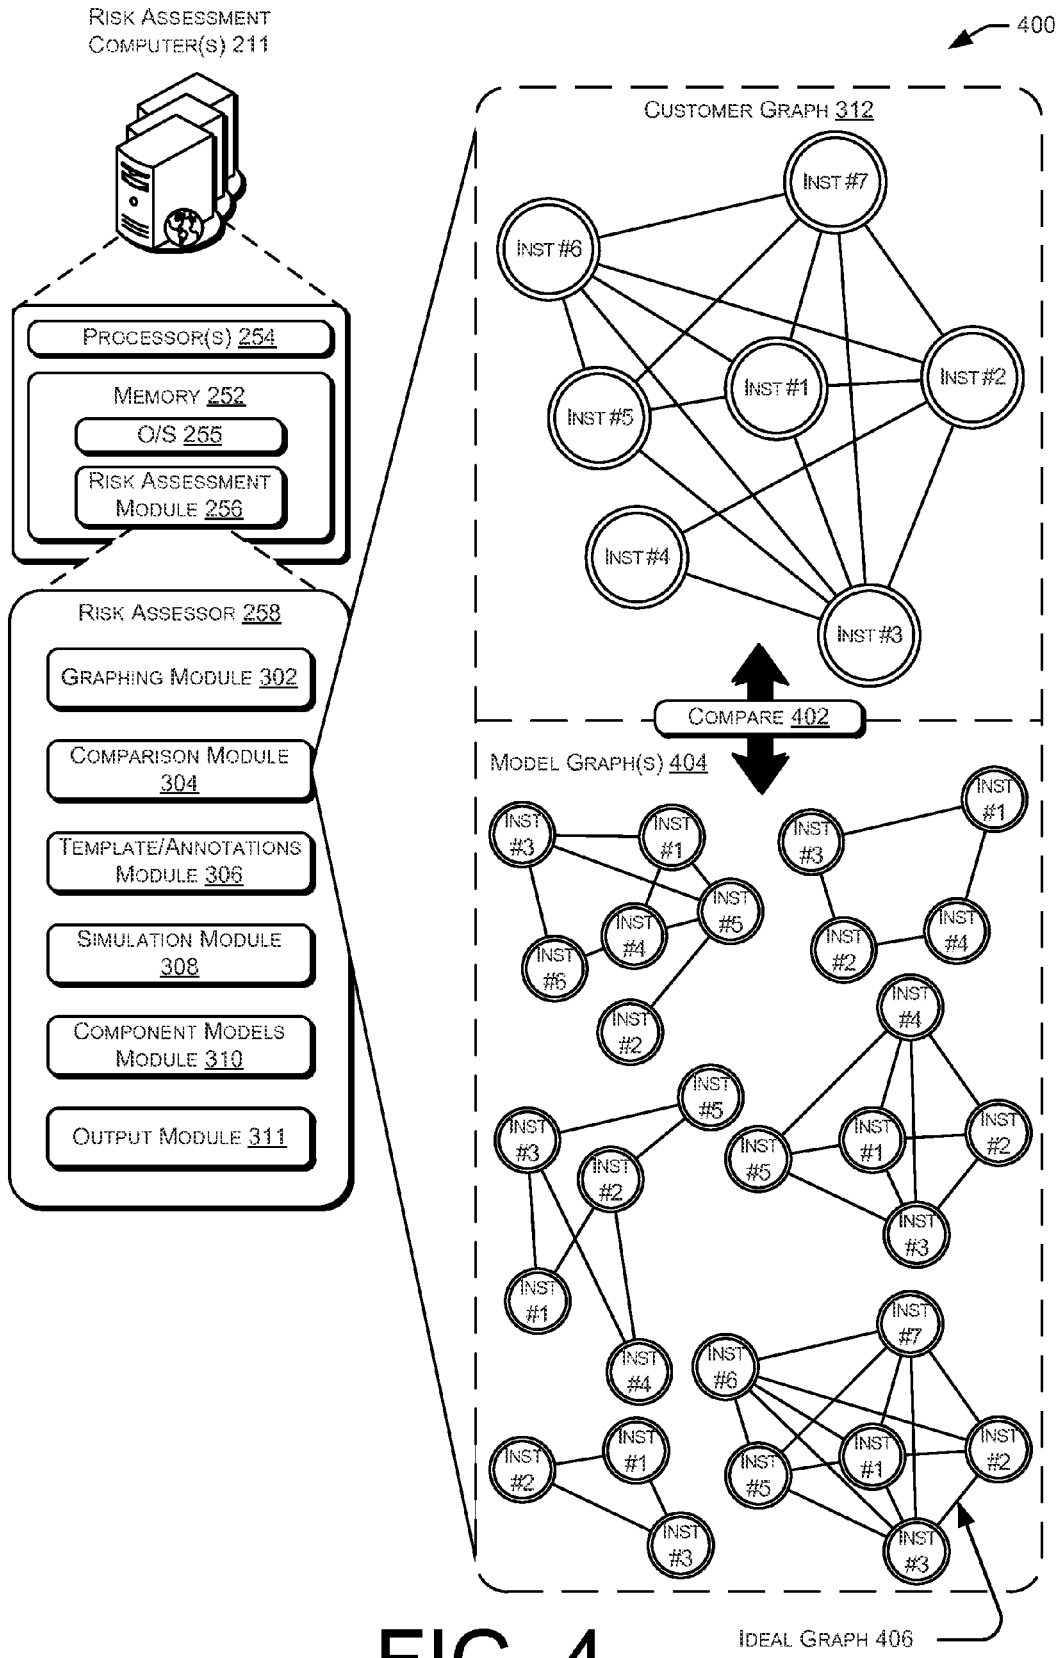 RISK ASSESSMENT
COMPUTER(S) 211
400
PROCESSOR(S) 254
MEMORY 252
O/S 255
RISK ASSESSMENT
MODULE 256
RISK ASSESSOR 258
GRAPHING MODULE 302
COMPARISON MODULE
304
TEMPLATE/ANNOTATIONS
MODULE 306
SIMULATION MODULE
308
COMPONENT MODELS
MODULE 310
OUTPUT MODULE 311
CUSTOMER GRAPH 312
INST #7
INST #6
INST #1
INST #2
INST #5
INST #4
INST #3
COMPARE 402
MODEL GRAPH(S) 404
INST
#3
INST
#1
INST
#5
INST
#4
INST
#6
INST
#2
INST
#1
INST
#3
INST
#4
INST
#2
INST
#5
INST
#3
INST
#2
INST
#1
INST
#4
INST
#4
INST
#1
INST
#2
INST
#5
INST
#3
INST
#1
INST
#2
INST
#3
INST
#7
INST
#6
INST
#1
INST
#2
INST
#5
INST
#3
IDEAL GRAPH 406
FIG. 4